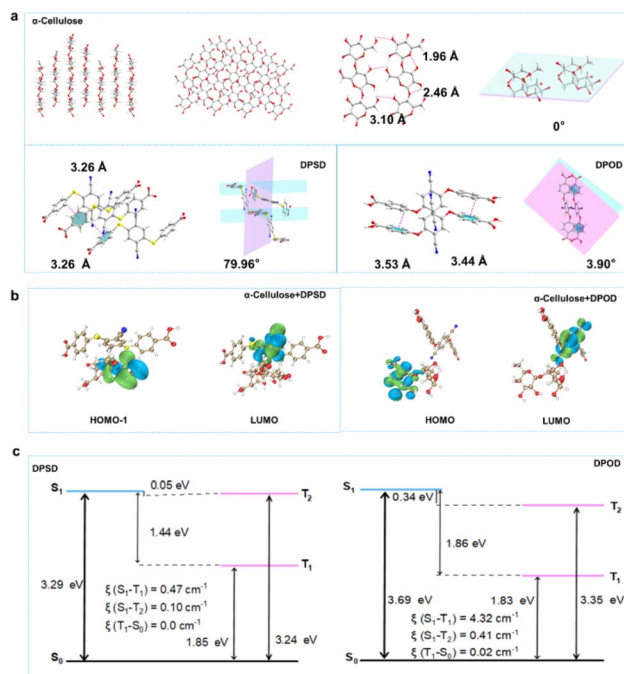 a
α-Cellulose
1.96 Å
2.46 Å
3.10 Å
0°
DPSD
3.26 Å
3.26 Å
79.96°
DPOD
3.53 Å
3.44 Å
3.90°
b
α-Cellulose+DPSD
HOMO-1
LUMO
α-Cellulose+DPOD
HOMO
LUMO
c
DPSD
S₁
0.05 eV
T₂
1.44 eV
T₁
3.29 eV
ξ (S₁-T₁) = 0.47 cm⁻¹
ξ (S₁-T₂) = 0.10 cm⁻¹
ξ (T₁-S₀) = 0.0 cm⁻¹
1.85 eV
3.24 eV
S₀
DPOD
S₁
0.34 eV
T₂
1.86 eV
T₁
3.69 eV
1.83 eV
3.35 eV
ξ (S₁-T₁) = 4.32 cm⁻¹
ξ (S₁-T₂) = 0.41 cm⁻¹
ξ (T₁-S₀) = 0.02 cm⁻¹
S₀